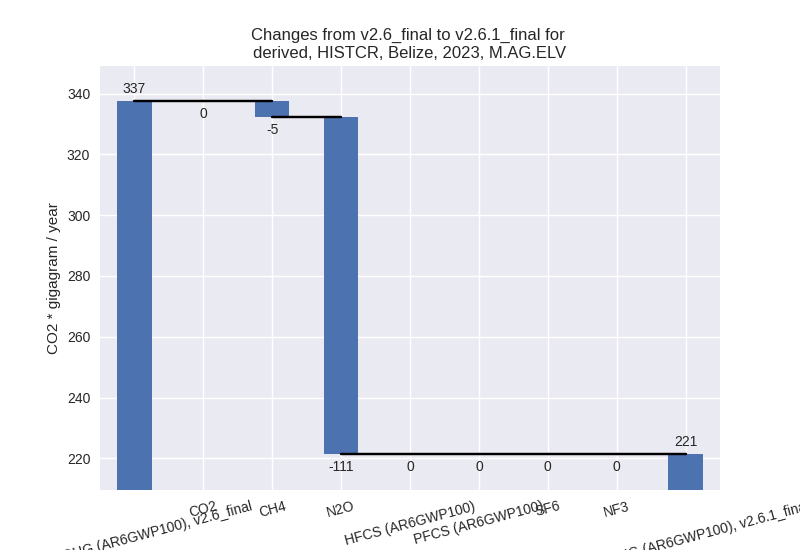 Changes from v2.6_final to v2.6.1_final for
derived, HISTCR, Belize, 2023, M.AG.ELV
CO2 * gigagram / year
340
320
300
280
260
240
220
337
0
-5
-111
0
0
0
0
221
(AR6GWP100), v2.6_final
CO2
CH4
N2O
HFCS (AR6GWP100)
PFCS (AR6GWP100)
SF6
NF3
(AR6GWP100), v2.6.1_final